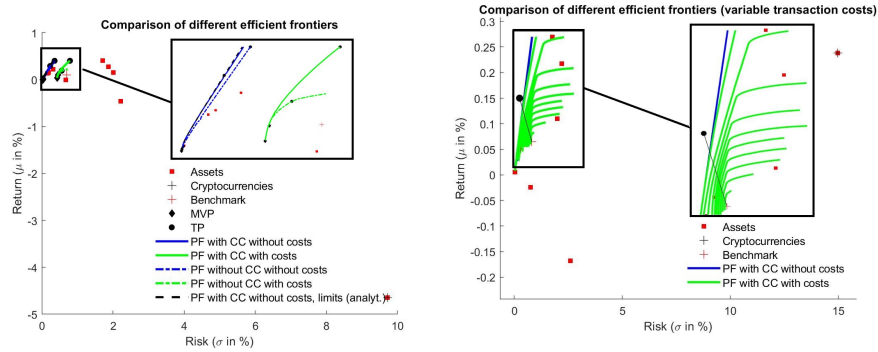 Comparison of different efficient frontiers
Return (μ in %)
1
0
-1
-2
-3
-4
-5
Assets
Cryptocurrencies
Benchmark
MVP
TP
PF with CC without costs
PF with CC with costs
PF without CC without costs
PF without CC with costs
PF with CC without costs, limits (analyt.)
0 2 4 6 8 10
Risk (σ in %)
Comparison of different efficient frontiers (variable transaction costs)
Return (μ in %)
0.3
0.25
0.2
0.15
0.1
0.05
0
-0.05
-0.1
-0.15
-0.2
Assets
Cryptocurrencies
Benchmark
PF with CC without costs
PF with CC with costs
0 5 10 15
Risk (σ in %)